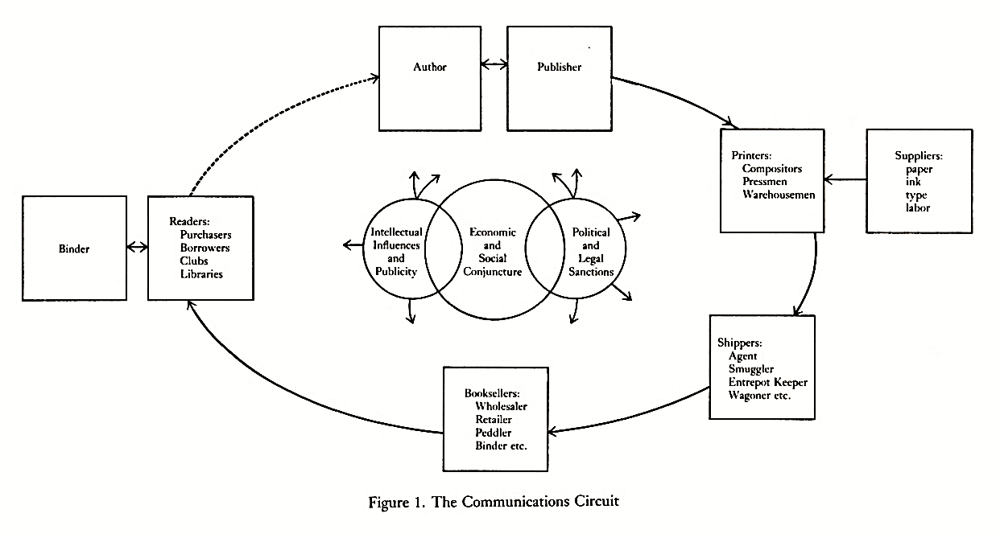 Author
Publisher
Printers:
Compositors
Pressmen
Warehousemen
Suppliers:
paper
ink
type
labor
Readers:
Purchasers
Borrowers
Clubs
Libraries
Binder
Intellectual
Influences
and
Publicity
Economic
and
Social
Conjuncture
Political
and
Legal
Sanctions
Shippers:
Agent
Smuggler
Entrepot Keeper
Wagoner etc.
Booksellers:
Wholesaler
Retailer
Peddler
Binder etc.
Figure 1. The Communications Circuit